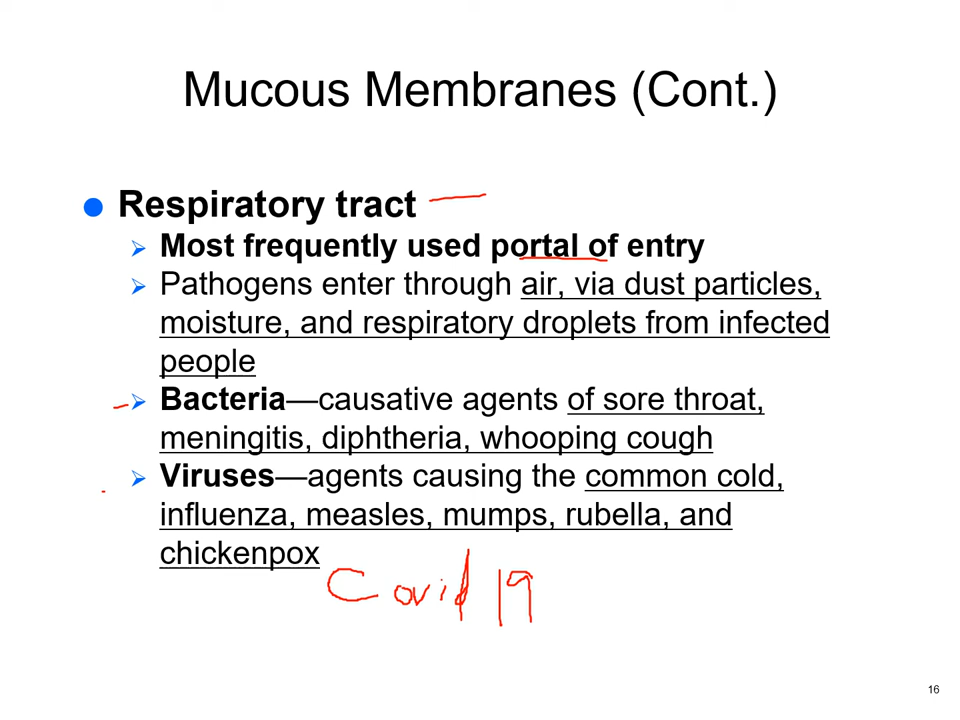 Mucous Membranes (Cont.)
Respiratory tract
Most frequently used portal of entry
Pathogens enter through air, via dust particles,
moisture, and respiratory droplets from infected
people
Bacteria—causative agents of sore throat,
meningitis, diphtheria, whooping cough
Viruses—agents causing the common cold,
influenza, measles, mumps, rubella, and
chickenpox
Covid 19
16